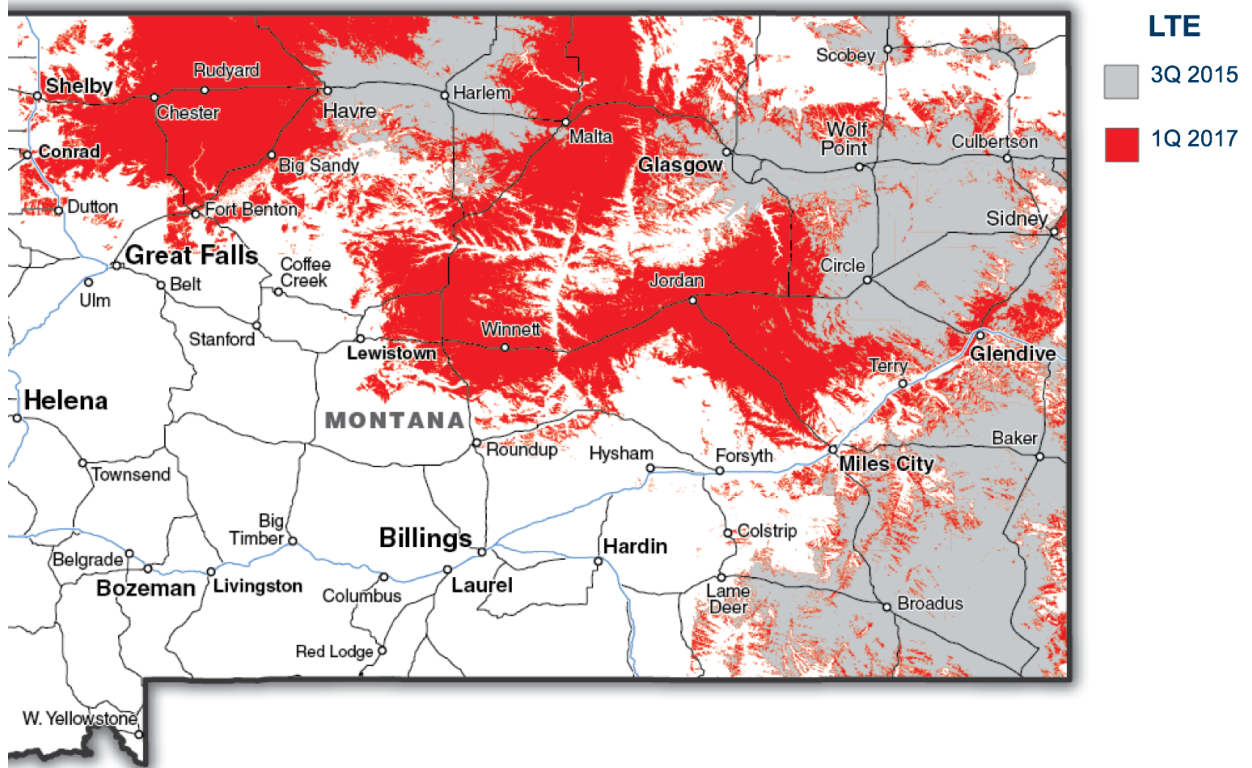 LTE
3Q 2015
1Q 2017
Scobey
Shelby
Rudyard
Chester
Havre
Harlem
Malta
Wolf
Point
Culbertson
Glasgow
Conrad
Big Sandy
Dutton
Fort Benton
Sidney
Great Falls
Coffee
Creek
Circle
Ulm
Belt
Jordan
Stanford
Winnett
Lewistown
Glendive
Terry
Helena
MONTANA
Baker
Roundup
Hysham
Forsyth
Miles City
Townsend
Big
Timber
Billings
Colstrip
Hardin
Belgrade
Bozeman
Livingston
Columbus
Laurel
Lame
Deer
Broadus
Red Lodge
W. Yellowstone